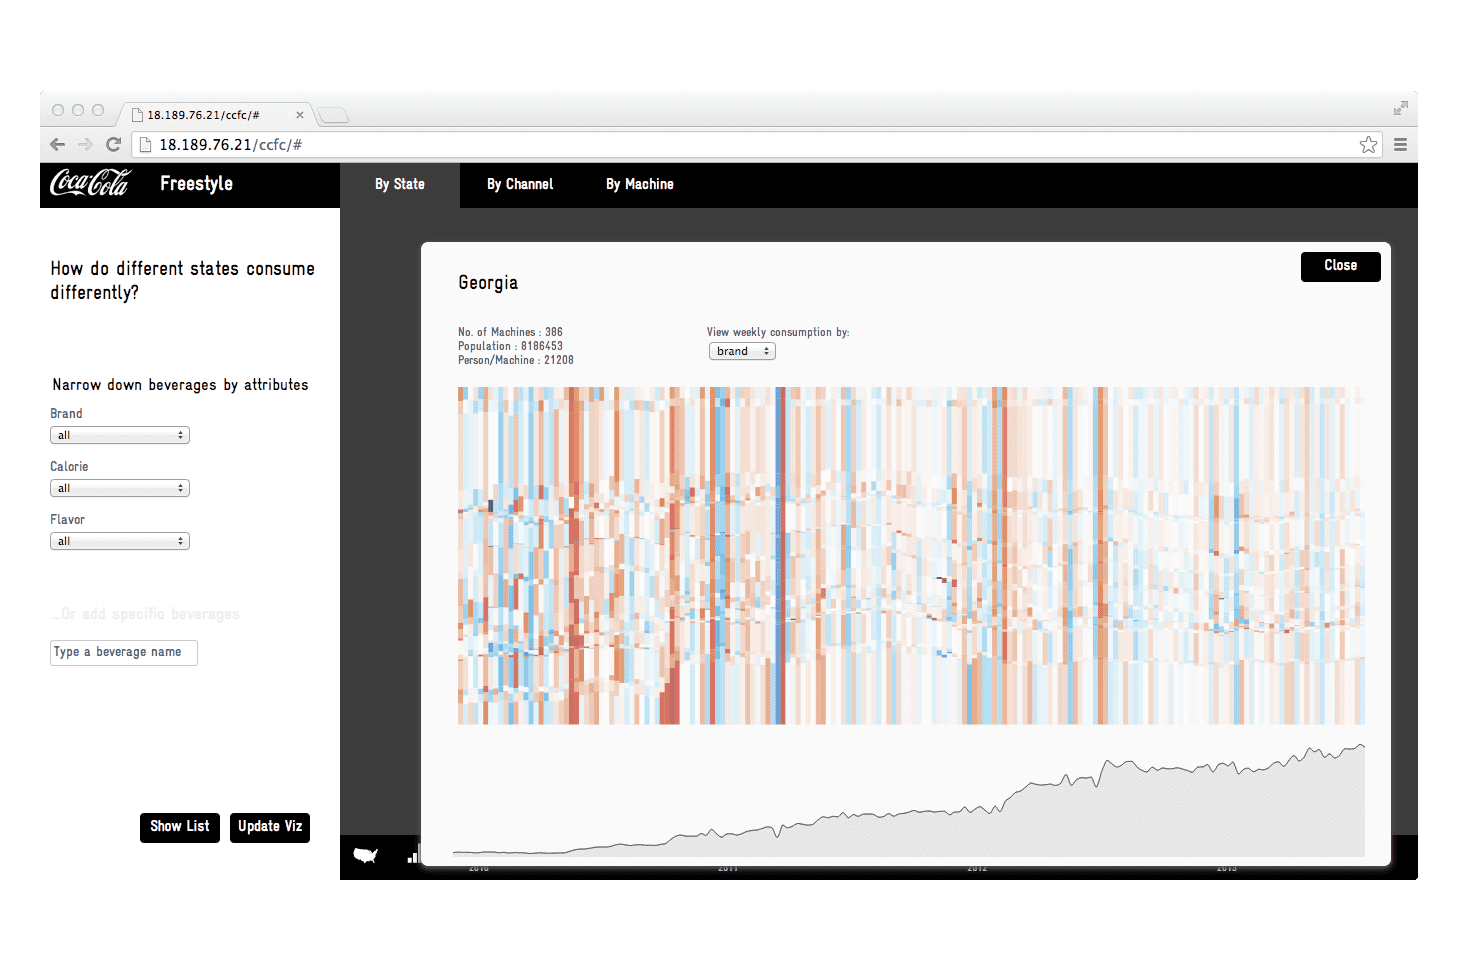 18.189.76.21/ccfc/#
18.189.76.21/ccfc/#
Coca-Cola Freestyle
By State By Channel By Machine
How do different states consume
differently?
Narrow down beverages by attributes
Brand
all
Calorie
all
Flavor
all
...Or add specific beverages
Type a beverage name
Show List Update Viz
Close
Georgia
No. of Machines : 386
Population : 8186453
Person/Machine : 21208
View weekly consumption by:
brand
2010 2011 2012 2013